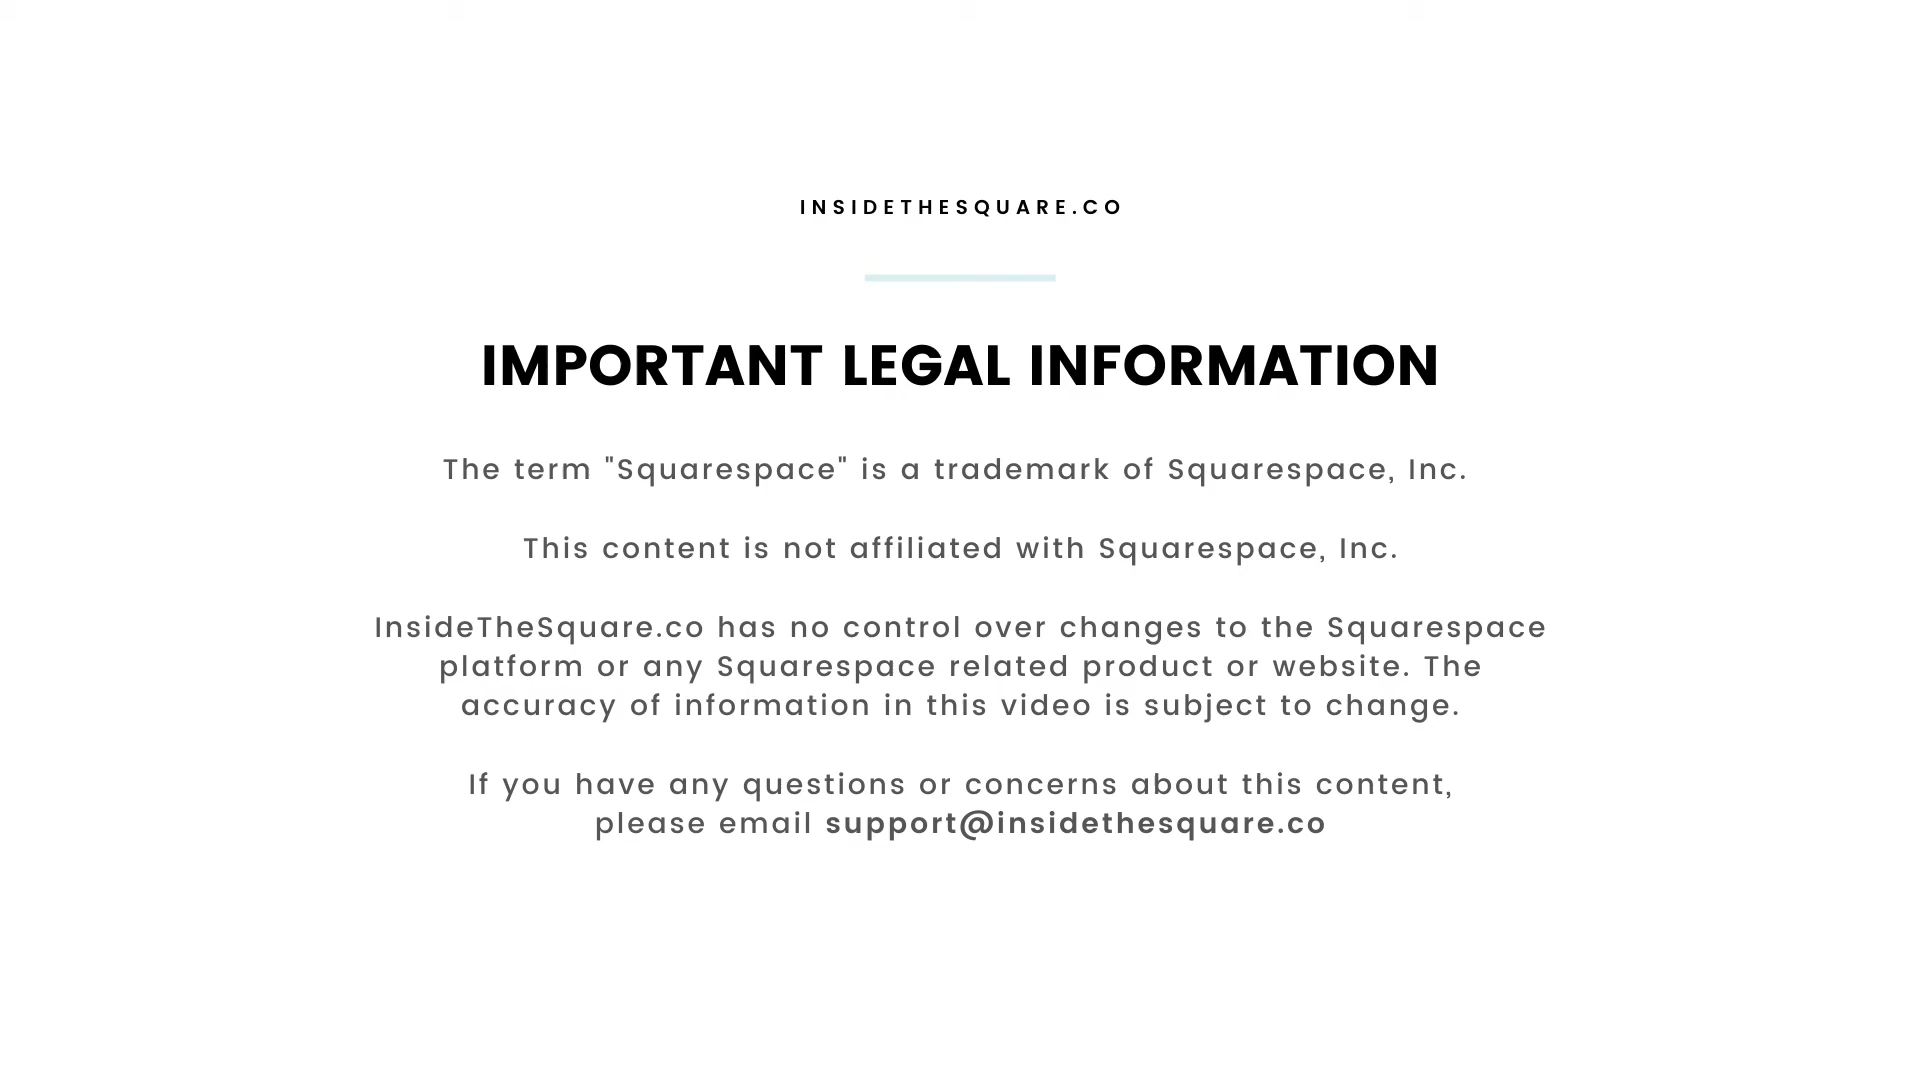 INSIDETHESQUARE.CO
IMPORTANT LEGAL INFORMATION
The term "Squarespace" is a trademark of Squarespace, Inc.
This content is not affiliated with Squarespace, Inc.
InsideTheSquare.co has no control over changes to the Squarespace
platform or any Squarespace related product or website. The
accuracy of information in this video is subject to change.
If you have any questions or concerns about this content,
please email support@insidethesquare.co